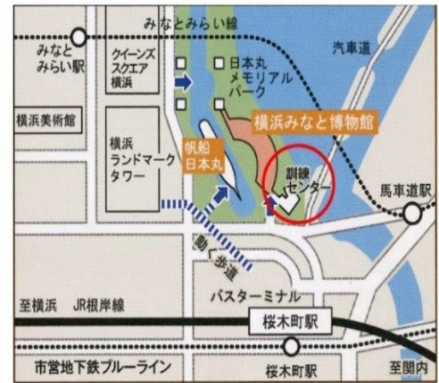 みなとみらい線
みなと
みらい駅
クイーンズ
スクエア
横浜
日本丸
メモリアル
パーク
汽車道
横浜美術館
横浜
ランドマーク
タワー
帆船
日本丸
横浜みなと博物館
訓練
センター
馬車道駅
動く歩道
バスターミナル
至横浜 JR根岸線
桜木町駅
市営地下鉄ブルーライン
桜木町駅
至関内